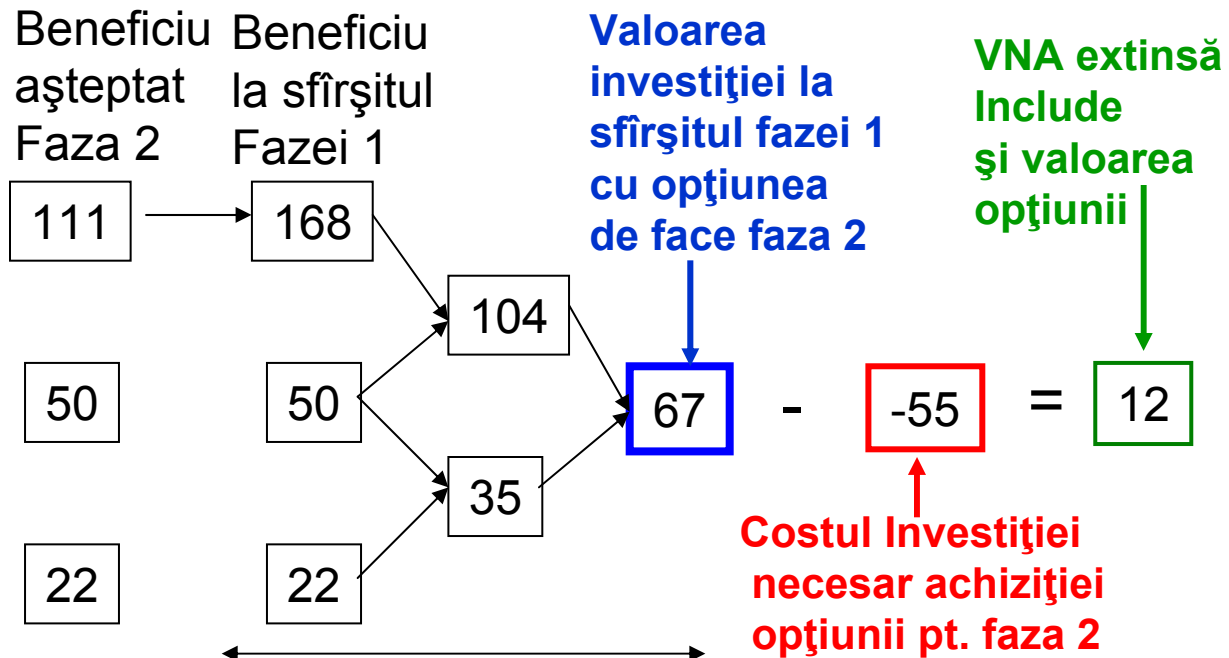 Beneficiu
aşteptat
Faza 2
Beneficiu
la sfîrşitul
Fazei 1
Valoarea
investiţiei la
sfîrşitul fazei 1
cu opţiunea
de face faza 2
VNA extinsă
Include
şi valoarea
opţiunii
111
168
104
50
50
67
-
-55
=
12
35
22
22
Costul Investiţiei
necesar achiziţiei
opţiunii pt. faza 2